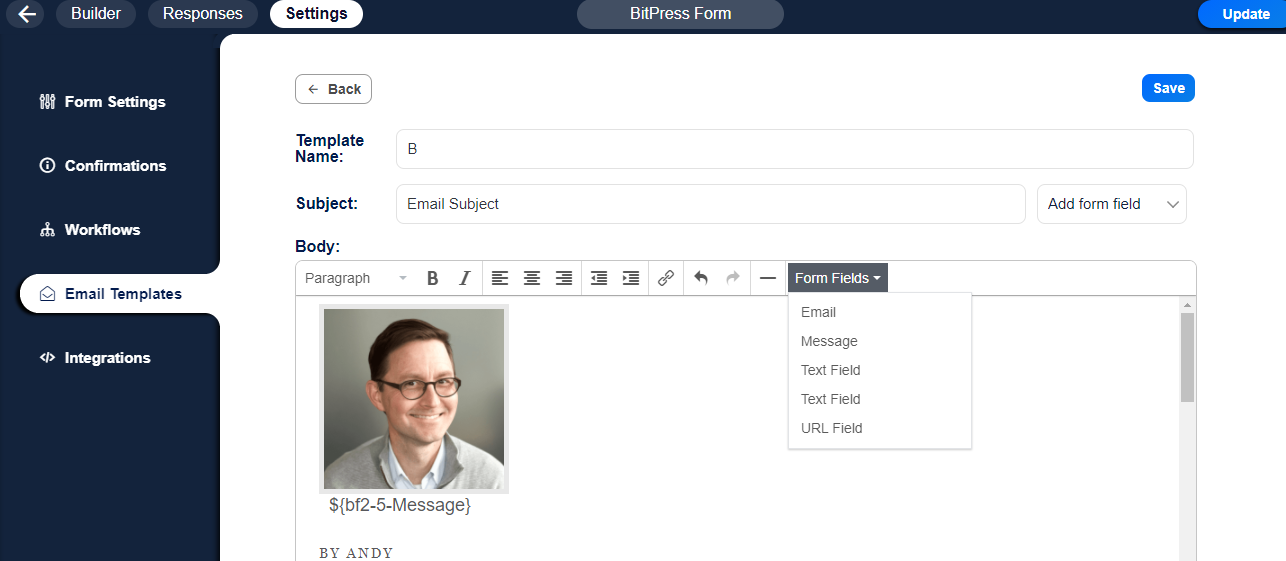 Builder
Responses
Settings
BitPress Form
Update
Form Settings
Confirmations
Workflows
Email Templates
Integrations
Back
Save
Template
Name:
B
Subject:
Email Subject
Add form field
Body:
Paragraph
B
I
Form Fields
Email
Message
Text Field
Text Field
URL Field
${bf2-5-Message}
BY ANDY